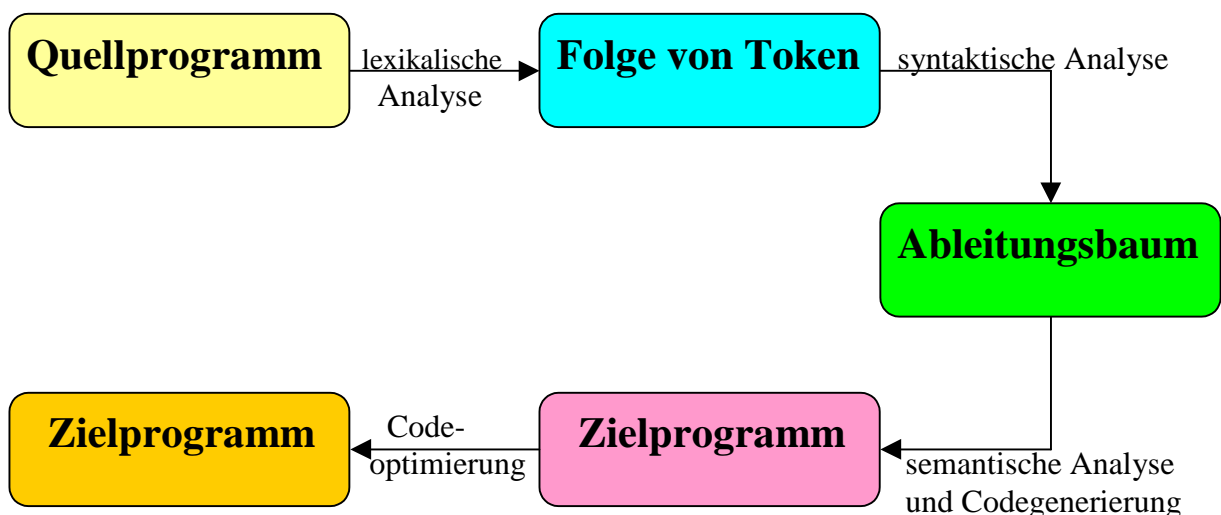 Quellprogramm
lexikalische
Analyse
Folge von Token
syntaktische Analyse
Ableitungsbaum
semantische Analyse
und Codegenerierung
Zielprogramm
Code-
optimierung
Zielprogramm